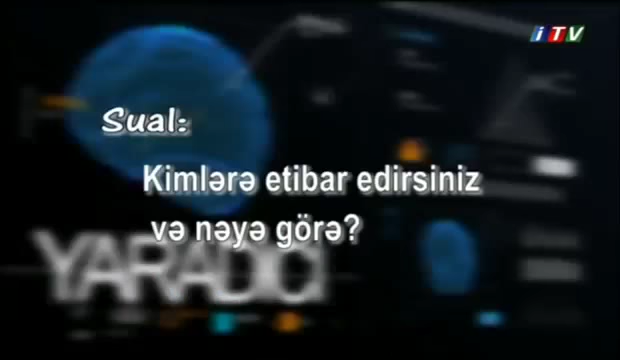 iTV
Sual:
Kimlərə etibar edirsiniz
və nəyə görə?
YARADICI